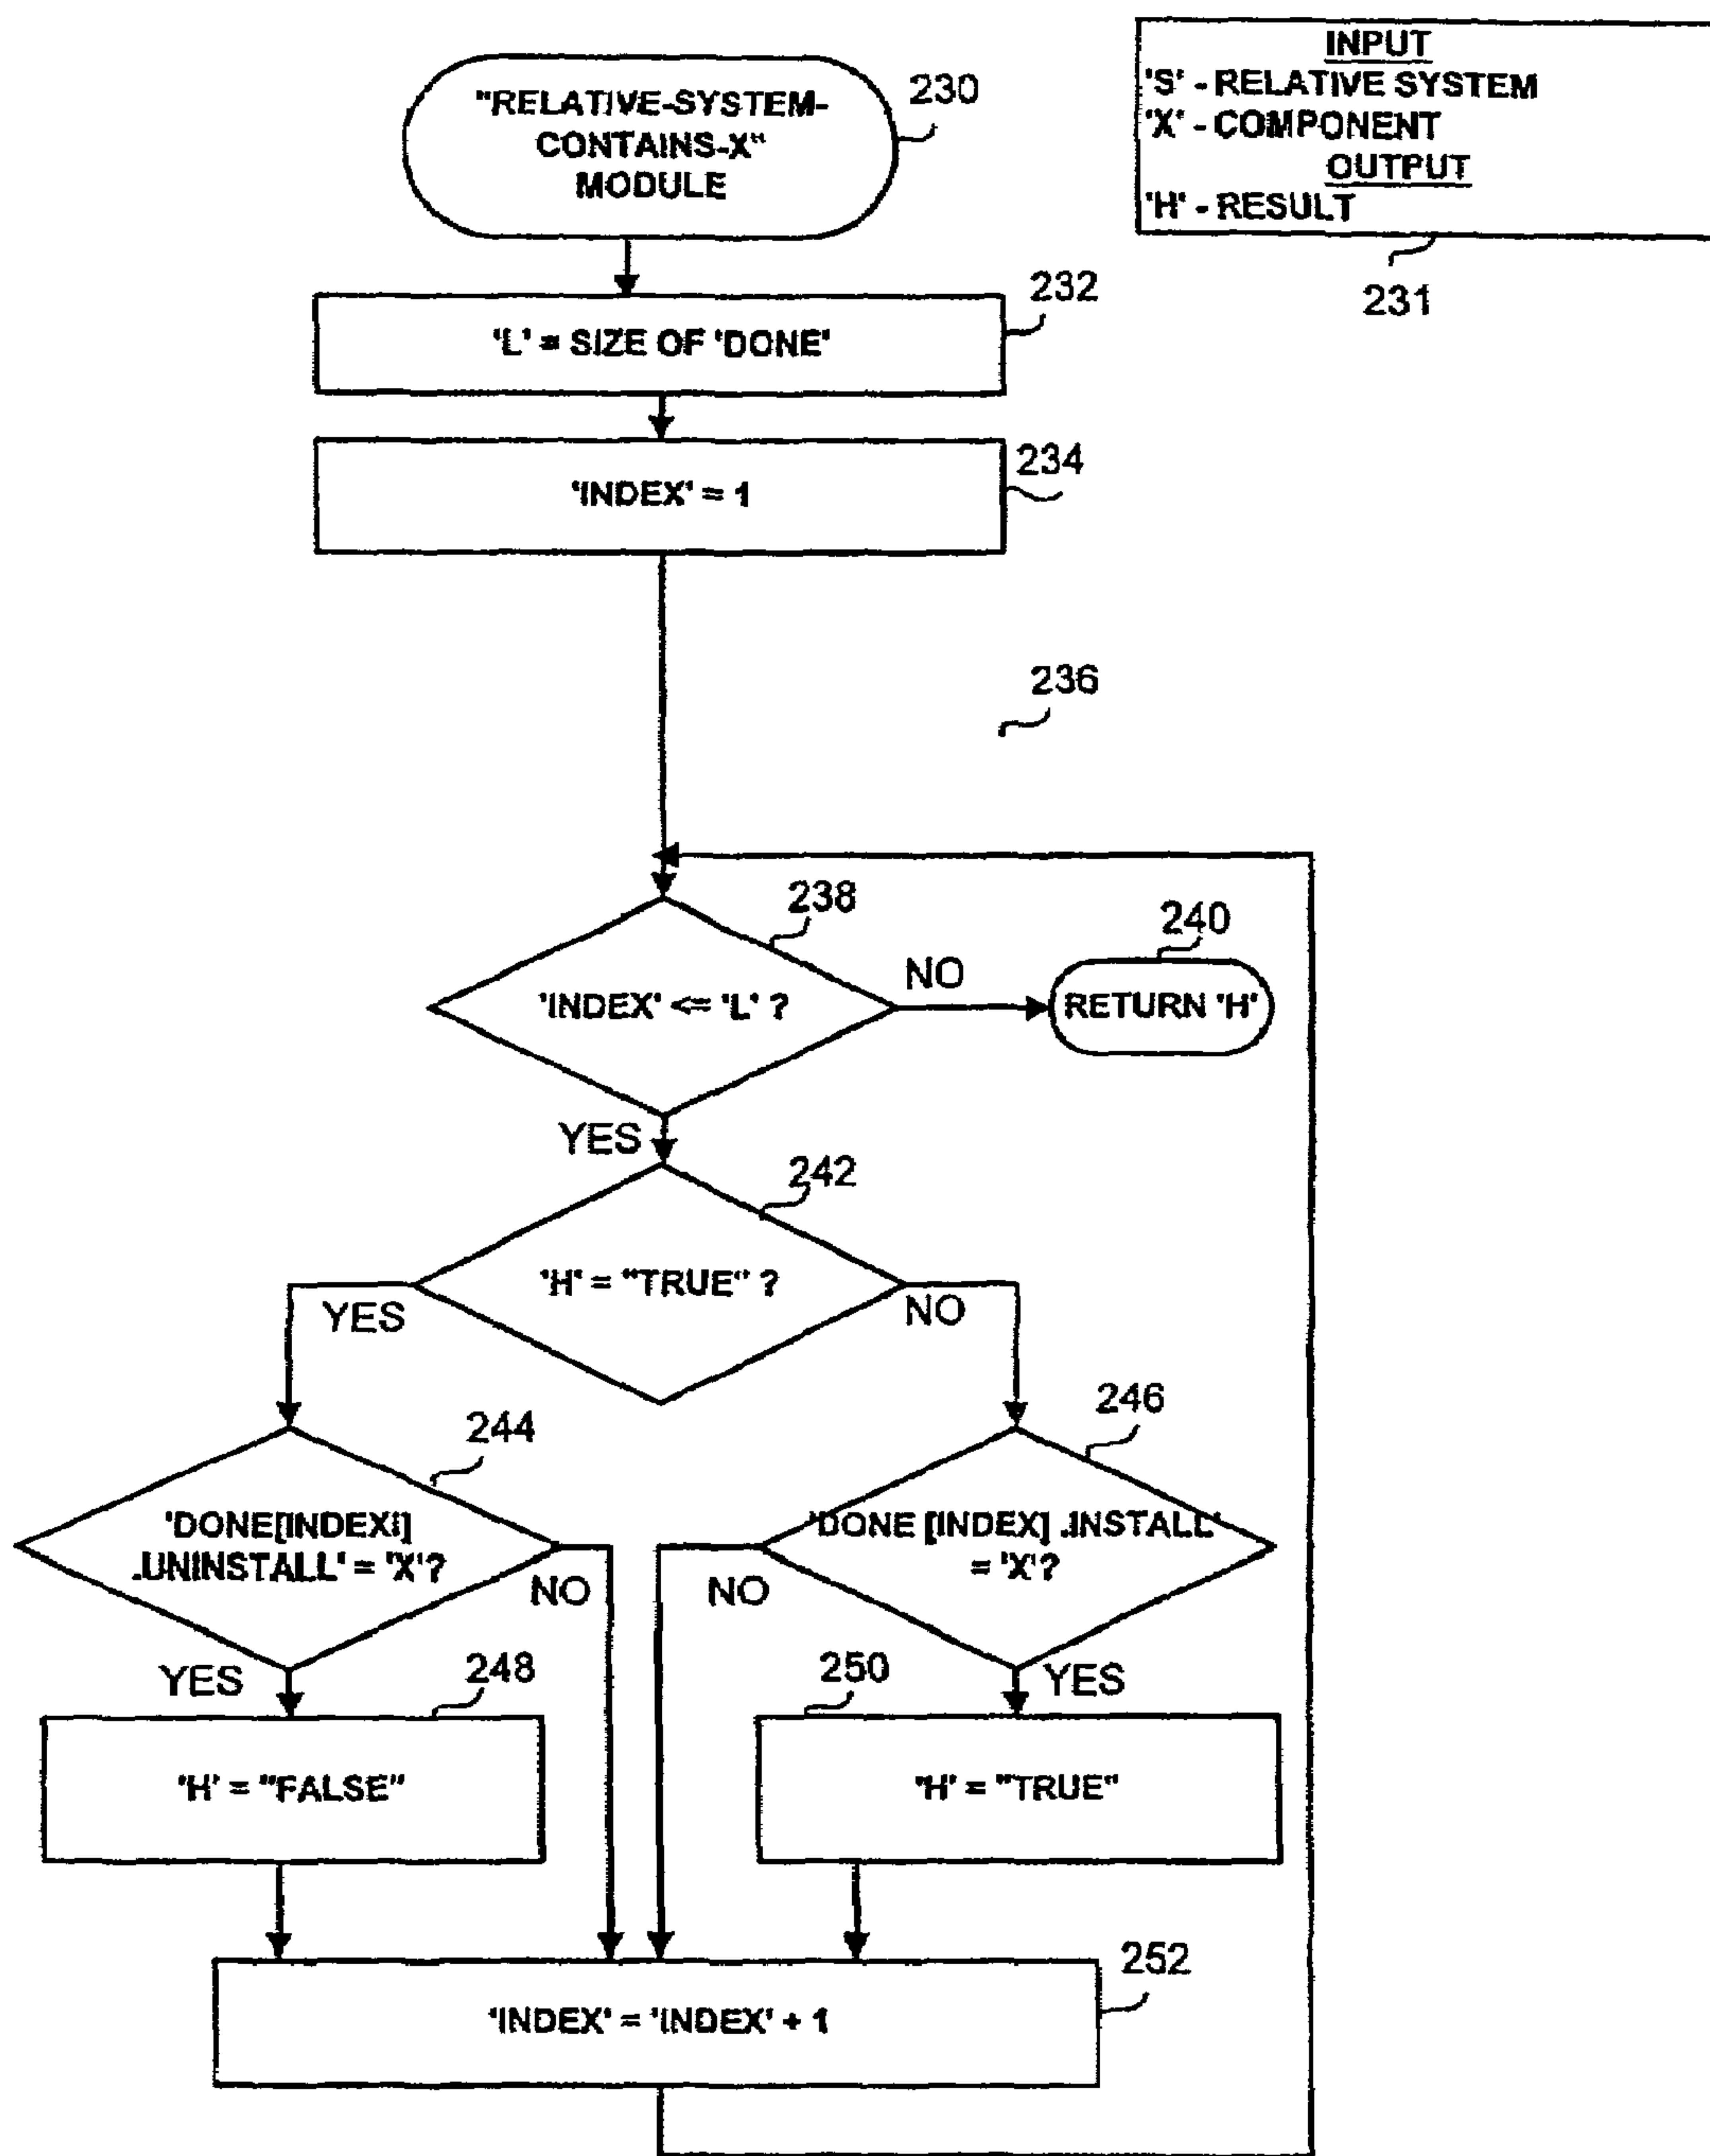 "RELATIVE-SYSTEM-
CONTAINS-X"
MODULE
230
INPUT
'S' - RELATIVE SYSTEM
'X' - COMPONENT
OUTPUT
'H' - RESULT
231
232
'L' = SIZE OF 'DONE'
234
'INDEX' = 1
236
238
'INDEX' <= 'L' ?
NO
240
RETURN 'H'
YES
242
'H' = "TRUE" ?
YES
NO
244
'DONE[INDEX]
.UNINSTALL' = 'X'?
NO
YES
246
'DONE [INDEX] .INSTALL'
= 'X'?
NO
YES
248
'H' = "FALSE"
250
'H' = "TRUE"
252
'INDEX' = 'INDEX' + 1